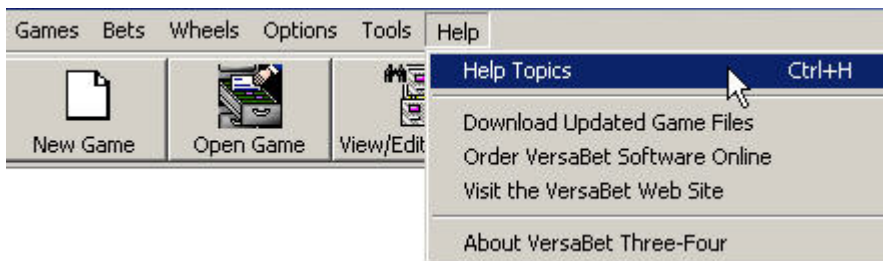 Games Bets Wheels Options Tools Help
Help Topics Ctrl+H
New Game Open Game View/Edit
Download Updated Game Files
Order VersaBet Software Online
Visit the VersaBet Web Site
About VersaBet Three-Four